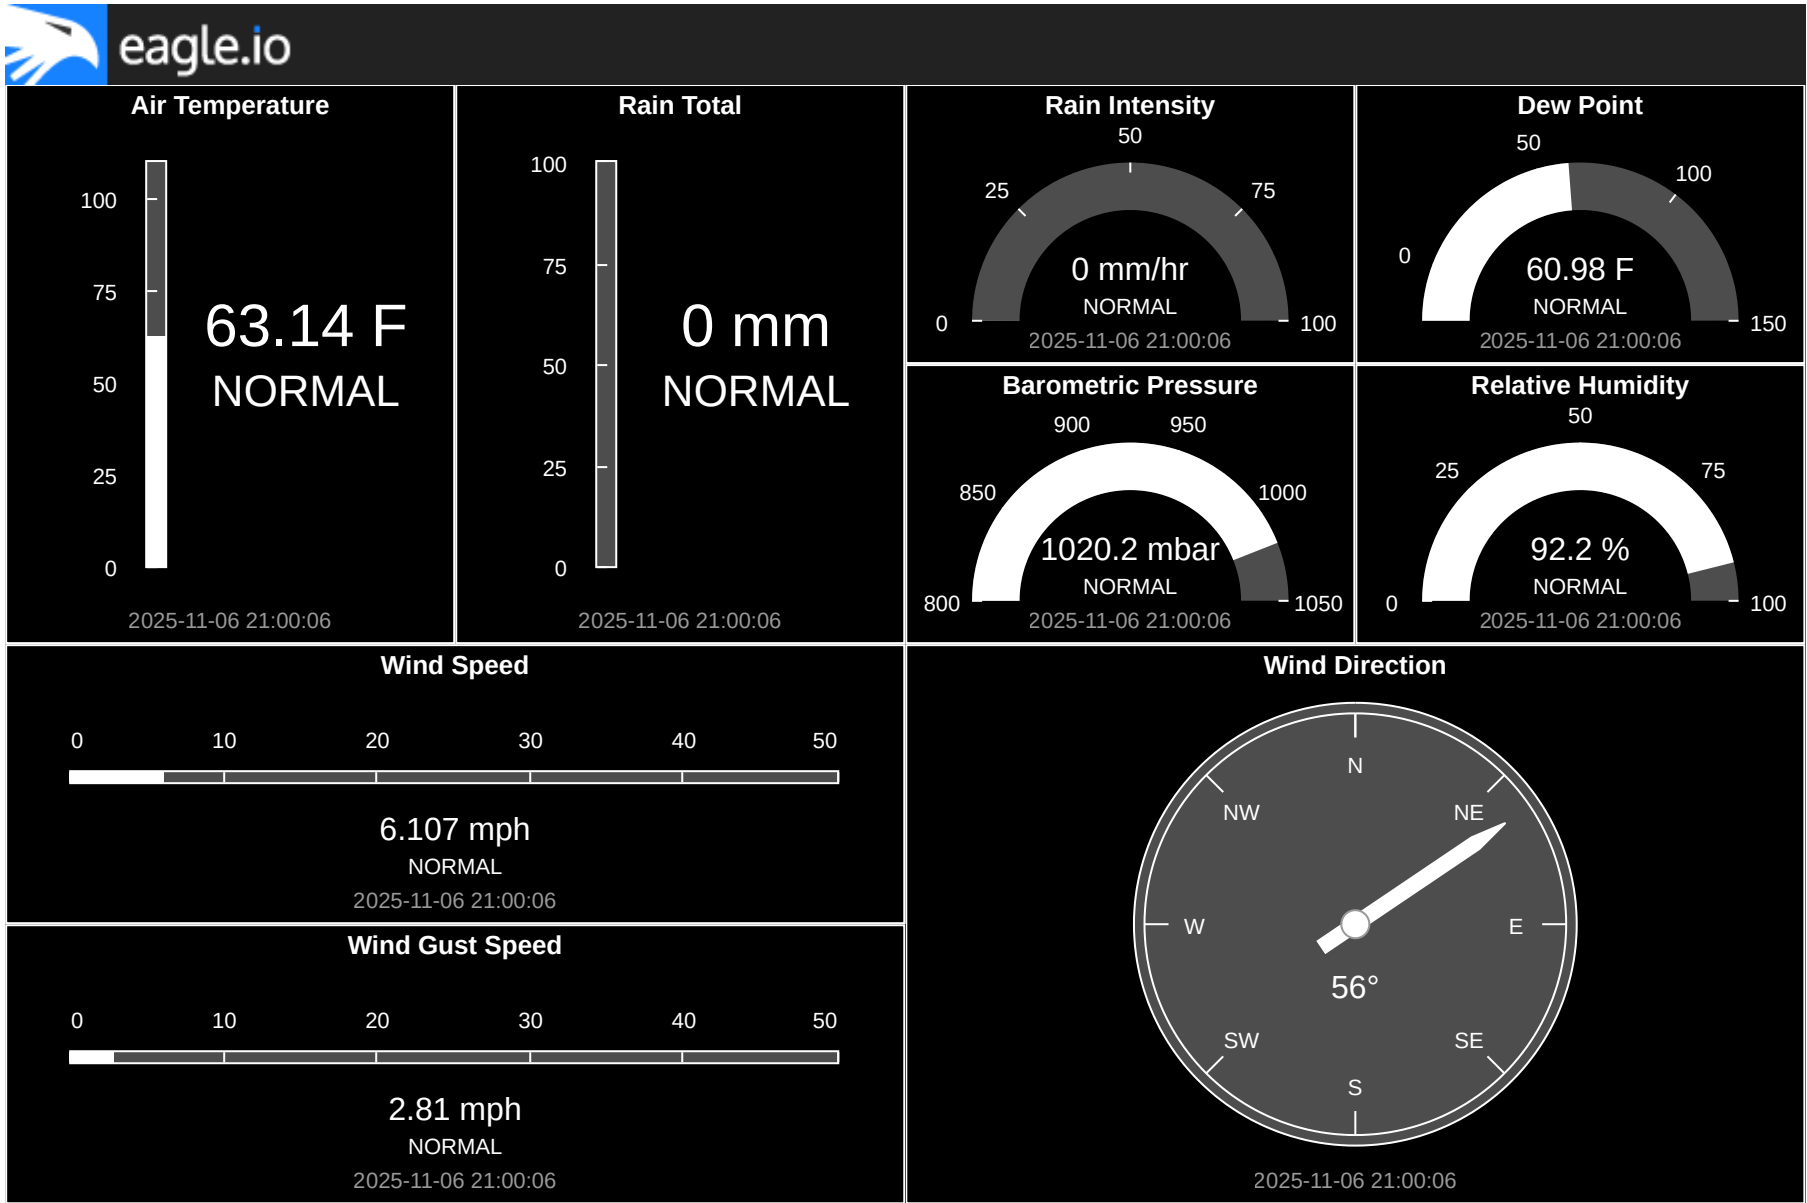 eagle.io
Air Temperature
100
75
50
25
0
63.14 F
NORMAL
2025-11-06 21:00:06
Rain Total
100
75
50
25
0
0 mm
NORMAL
2025-11-06 21:00:06
Rain Intensity
0
25
50
75
100
0 mm/hr
NORMAL
2025-11-06 21:00:06
Dew Point
0
50
100
150
60.98 F
NORMAL
2025-11-06 21:00:06
Barometric Pressure
800
850
900
950
1000
1050
1020.2 mbar
NORMAL
2025-11-06 21:00:06
Relative Humidity
0
25
50
75
100
92.2 %
NORMAL
2025-11-06 21:00:06
Wind Speed
0 10 20 30 40 50
6.107 mph
NORMAL
2025-11-06 21:00:06
Wind Gust Speed
0 10 20 30 40 50
2.81 mph
NORMAL
2025-11-06 21:00:06
Wind Direction
N
NW NE
W E
56°
SW SE
S
2025-11-06 21:00:06